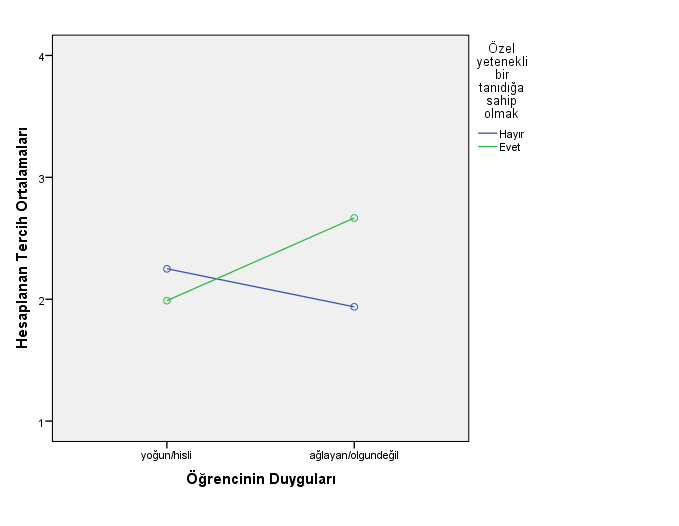 Özel
yetenekli
bir
tanıdığa
sahip
olmak
Hayır
Evet
Hesaplanan Tercih Ortalamaları
4
3
2
1
yoğun/hisli
ağlayan/olgundeğil
Öğrencinin Duyguları